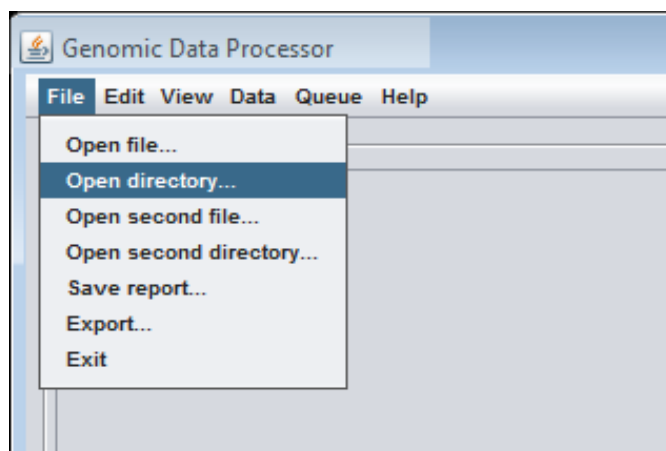 Genomic Data Processor
File Edit View Data Queue Help
Open file...
Open directory...
Open second file...
Open second directory...
Save report...
Export...
Exit